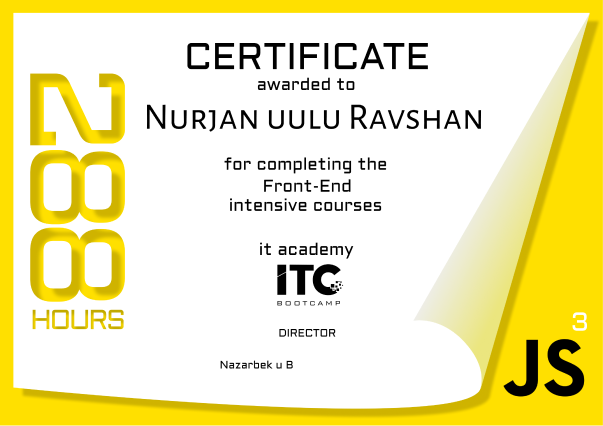 CERTIFICATE
awarded to
Nurjan uulu Ravshan
for completing the
Front-End
intensive courses
it academy
ITC
BOOTCAMP
DIRECTOR
Nazarbek u B
288
HOURS
3
JS